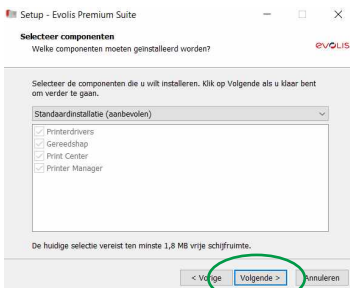 Setup - Evolis Premium Suite
Selecteer componenten
Welke componenten moeten geïnstalleerd worden?
evolis
Selecteer de componenten die u wilt installeren. Klik op Volgende als u klaar bent
om verder te gaan.
Standaardinstallatie (aanbevolen)
Printerdrivers
Gereedshap
Print Center
Printer Manager
De huidige selectie vereist ten minste 1,8 MB vrije schijfruimte.
< Vorige
Volgende >
Annuleren